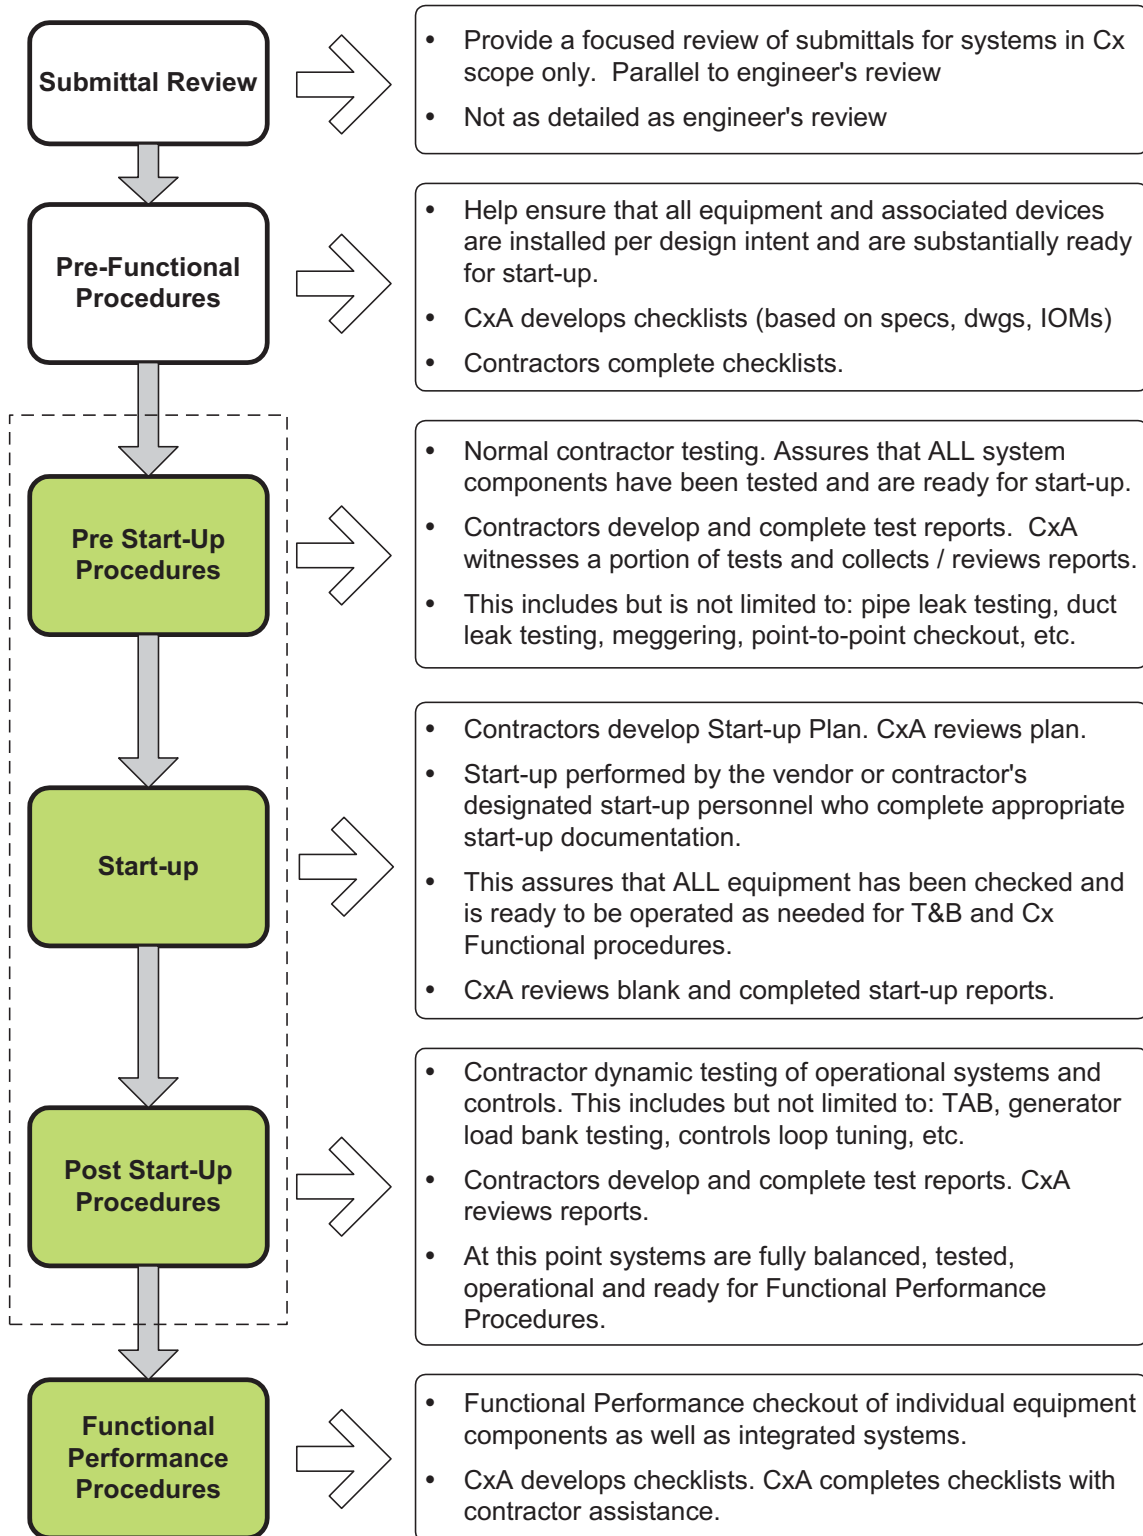 Submittal Review
• Provide a focused review of submittals for systems in Cx
scope only.  Parallel to engineer's review
• Not as detailed as engineer's review
Pre-Functional
Procedures
• Help ensure that all equipment and associated devices
are installed per design intent and are substantially ready
for start-up.
• CxA develops checklists (based on specs, dwgs, IOMs)
• Contractors complete checklists.
Pre Start-Up
Procedures
• Normal contractor testing. Assures that ALL system
components have been tested and are ready for start-up.
• Contractors develop and complete test reports.  CxA
witnesses a portion of tests and collects / reviews reports.
• This includes but is not limited to: pipe leak testing, duct
leak testing, meggering, point-to-point checkout, etc.
Start-up
• Contractors develop Start-up Plan. CxA reviews plan.
• Start-up performed by the vendor or contractor's
designated start-up personnel who complete appropriate
start-up documentation.
• This assures that ALL equipment has been checked and
is ready to be operated as needed for T&B and Cx
Functional procedures.
• CxA reviews blank and completed start-up reports.
Post Start-Up
Procedures
• Contractor dynamic testing of operational systems and
controls. This includes but not limited to: TAB, generator
load bank testing, controls loop tuning, etc.
• Contractors develop and complete test reports. CxA
reviews reports.
• At this point systems are fully balanced, tested,
operational and ready for Functional Performance
Procedures.
Functional
Performance
Procedures
• Functional Performance checkout of individual equipment
components as well as integrated systems.
• CxA develops checklists. CxA completes checklists with
contractor assistance.